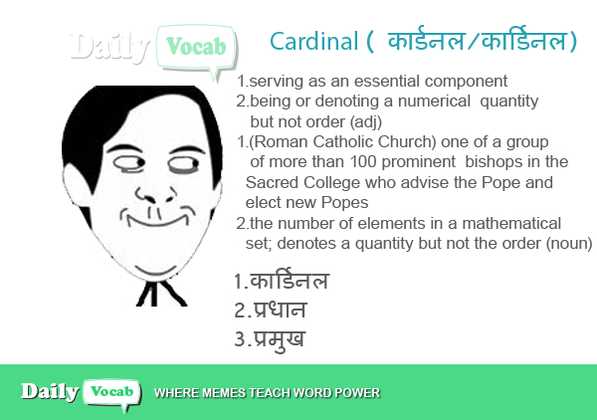 Daily Vocab
Cardinal ( कार्डनल/कार्डिनल)
1.serving as an essential component
2.being or denoting a numerical quantity
but not order (adj)
1.(Roman Catholic Church) one of a group
of more than 100 prominent bishops in the
Sacred College who advise the Pope and
elect new Popes
2.the number of elements in a mathematical
set; denotes a quantity but not the order (noun)
1.कार्डिनल
2.प्रधान
3.प्रमुख
Daily Vocab WHERE MEMES TEACH WORD POWER